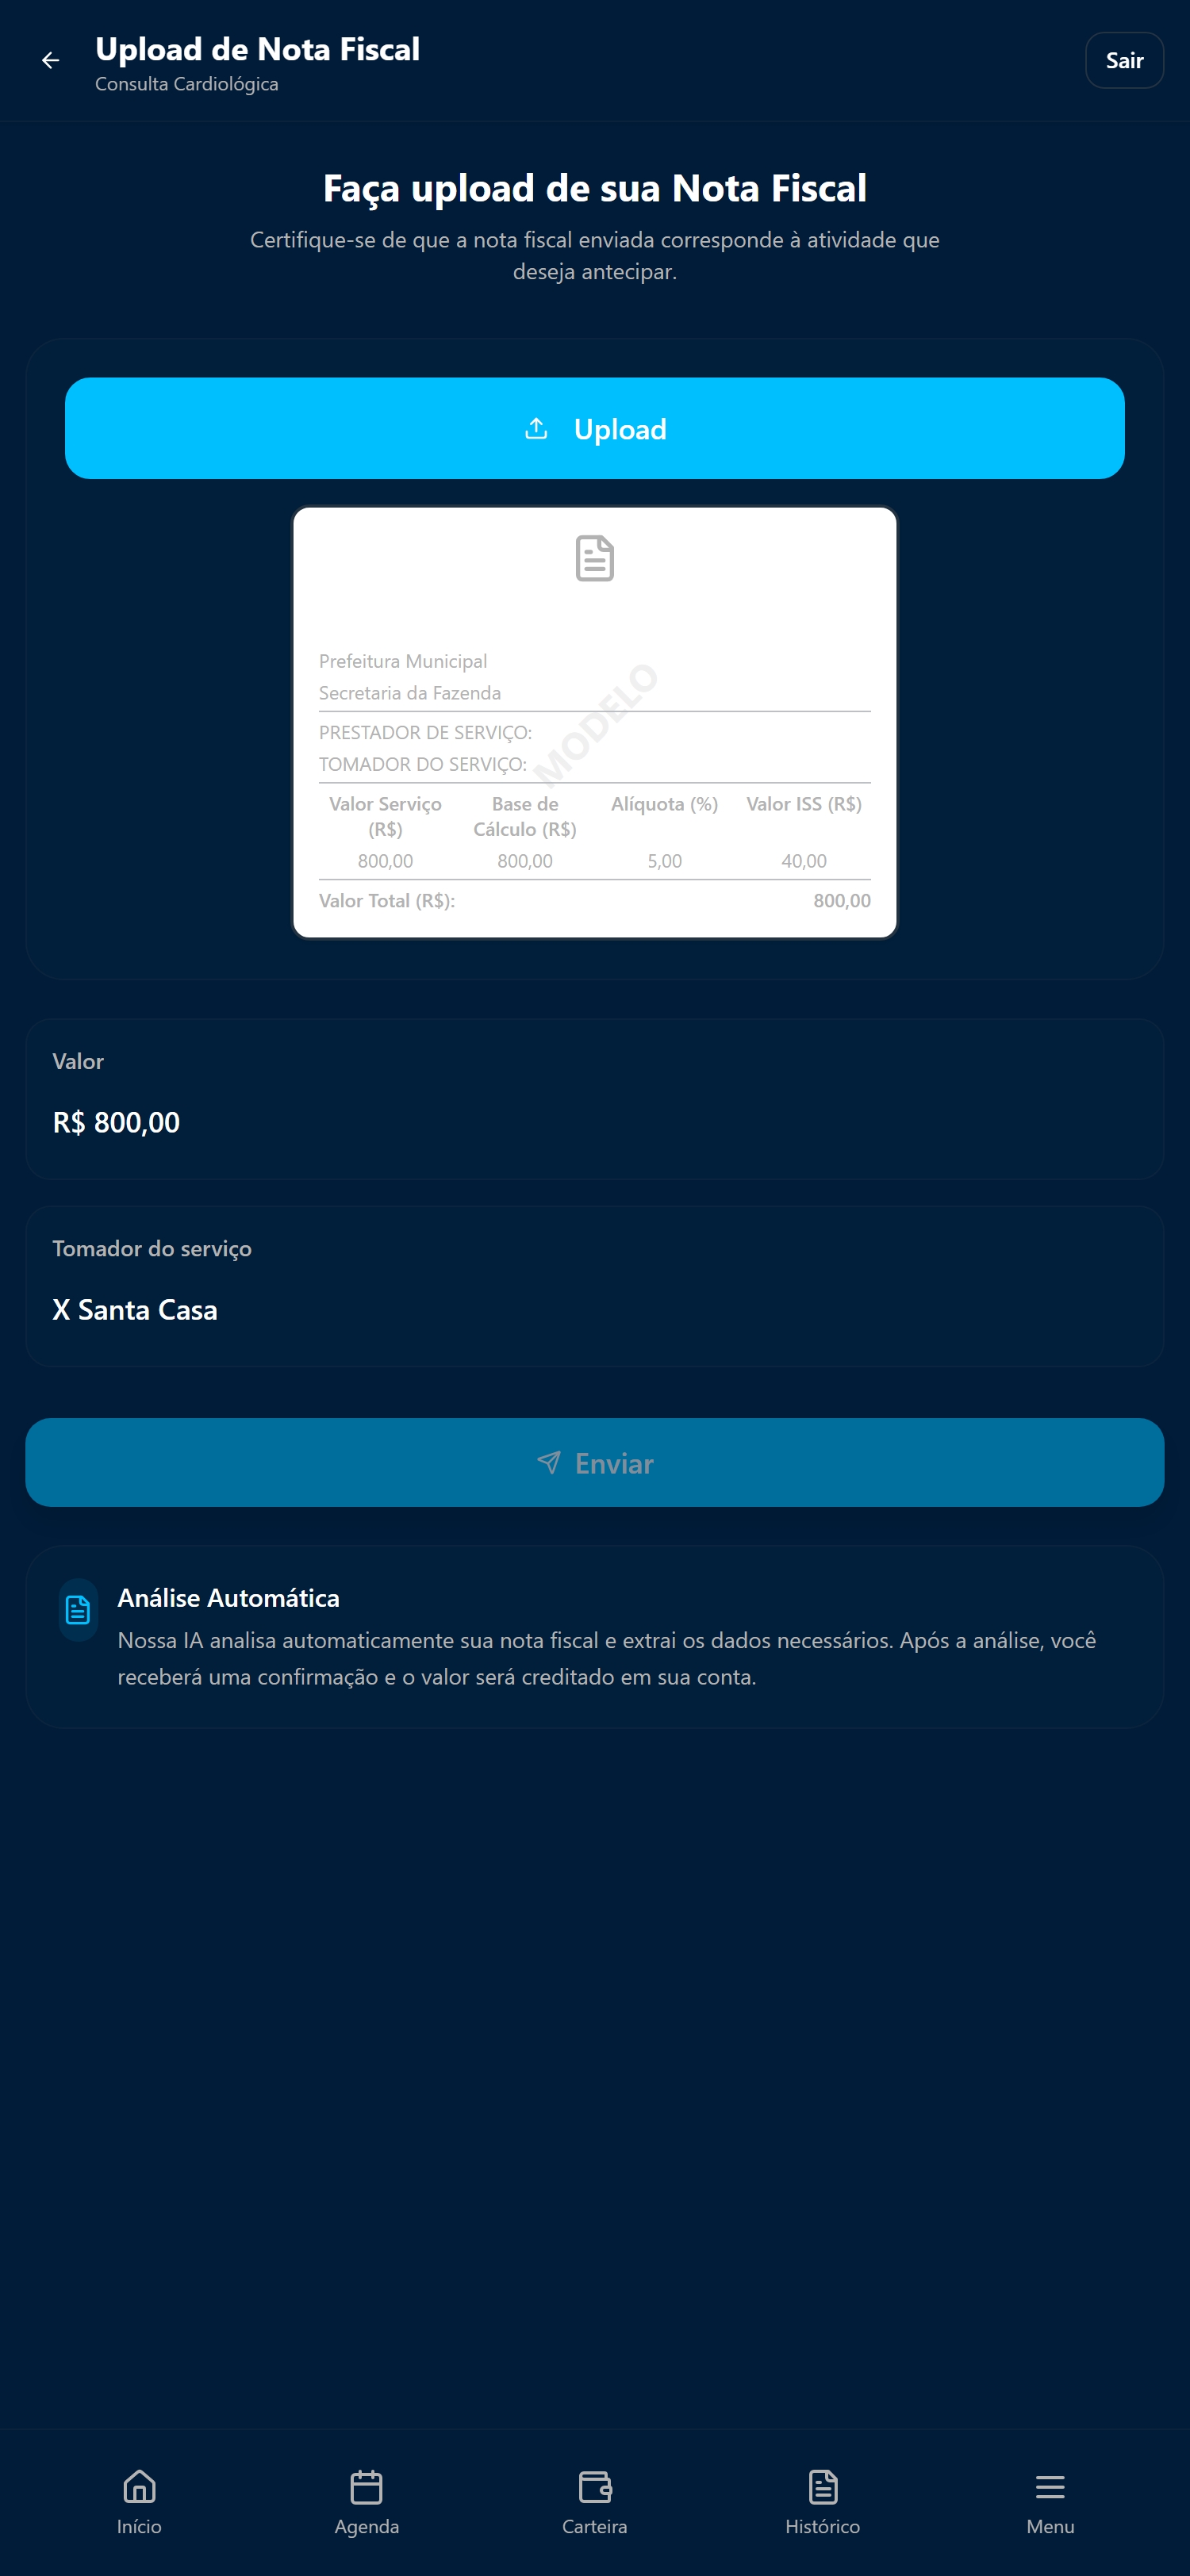 Upload de Nota Fiscal
Consulta Cardiológica
Sair
Faça upload de sua Nota Fiscal
Certifique-se de que a nota fiscal enviada corresponde à atividade que
deseja antecipar.
Upload
Prefeitura Municipal
Secretaria da Fazenda
MODELO
PRESTADOR DE SERVIÇO:
TOMADOR DO SERVIÇO:
Valor Serviço (R$) Base de Cálculo (R$) Alíquota (%) Valor ISS (R$)
800,00 800,00 5,00 40,00
Valor Total (R$): 800,00
Valor
R$ 800,00
Tomador do serviço
X Santa Casa
Enviar
Análise Automática
Nossa IA analisa automaticamente sua nota fiscal e extrai os dados necessários. Após a análise, você
receberá uma confirmação e o valor será creditado em sua conta.
Início Agenda Carteira Histórico Menu